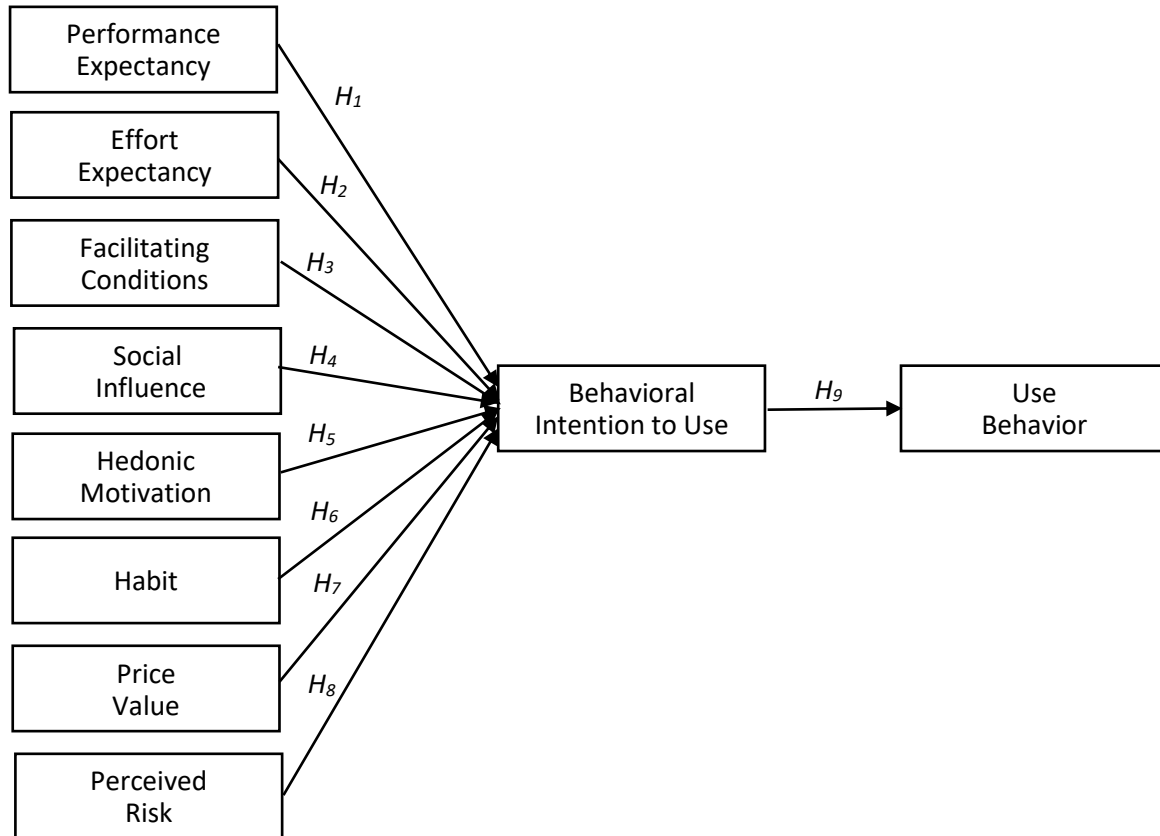 Performance
Expectancy
H1
Effort
Expectancy
H2
Facilitating
Conditions
H3
Social
Influence
H4
Behavioral
Intention to Use
H9
Use
Behavior
Hedonic
Motivation
H5
Habit
H6
Price
Value
H7
Perceived
Risk
H8